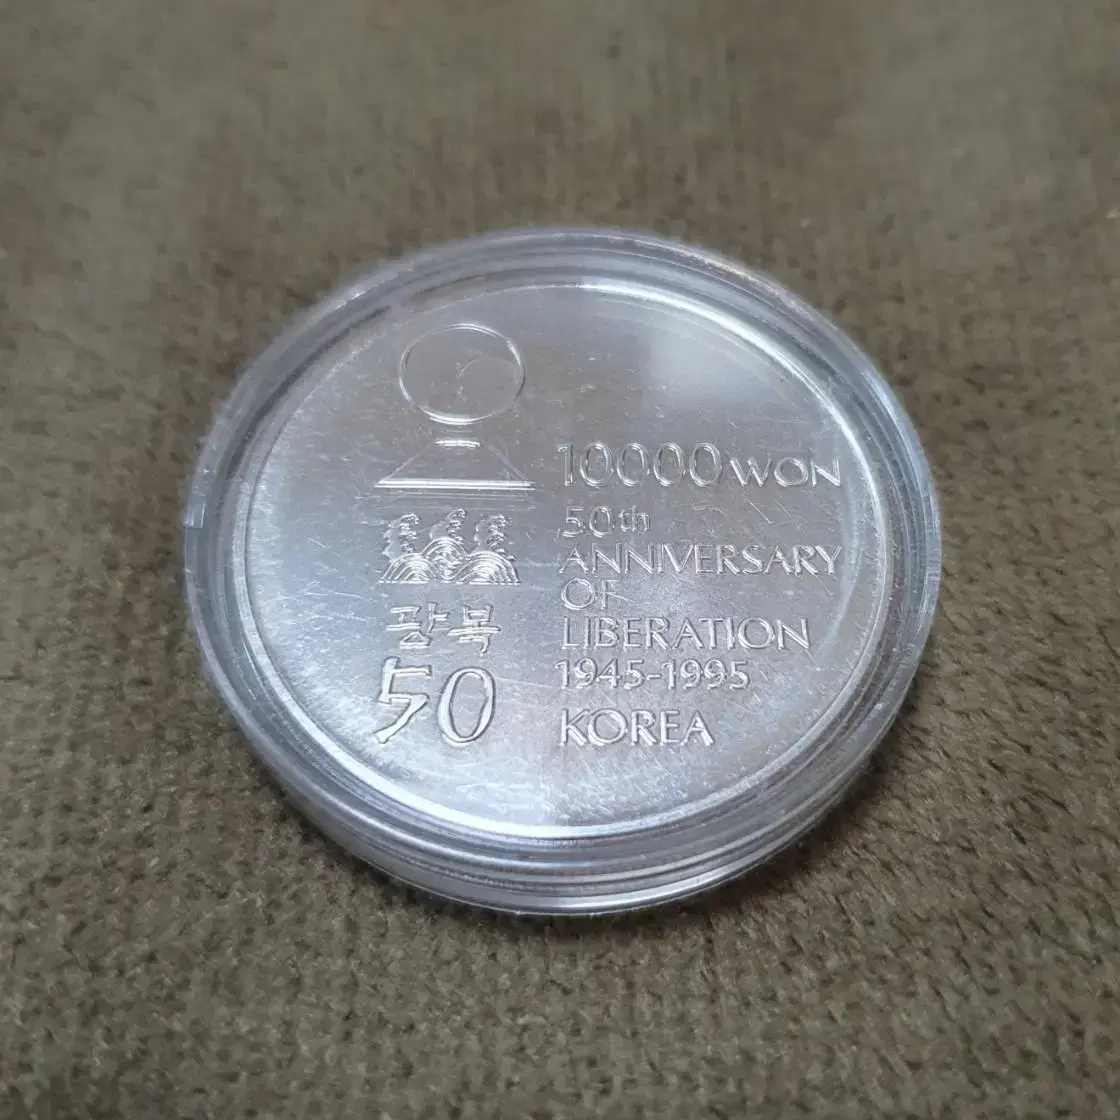 10000 WON
50th
ANNIVERSARY
OF
LIBERATION
1945-1995
KOREA
광복
50